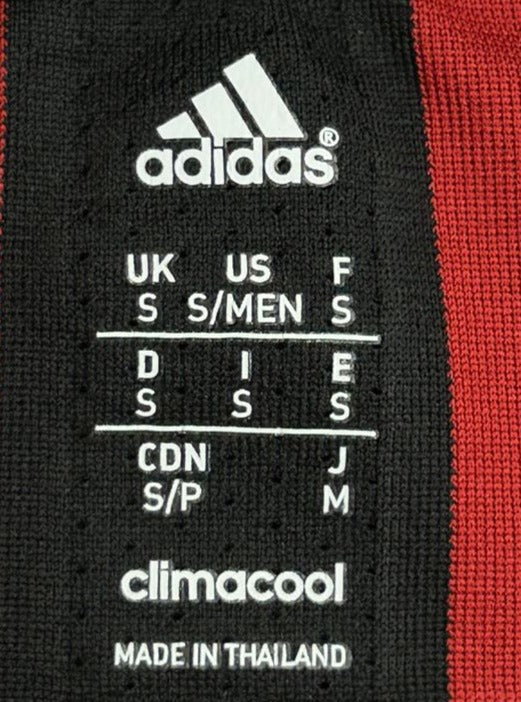 adidas®
UK US F
S S/MEN S
D I E
S S S
CDN J
S/P M
climacool
MADE IN THAILAND